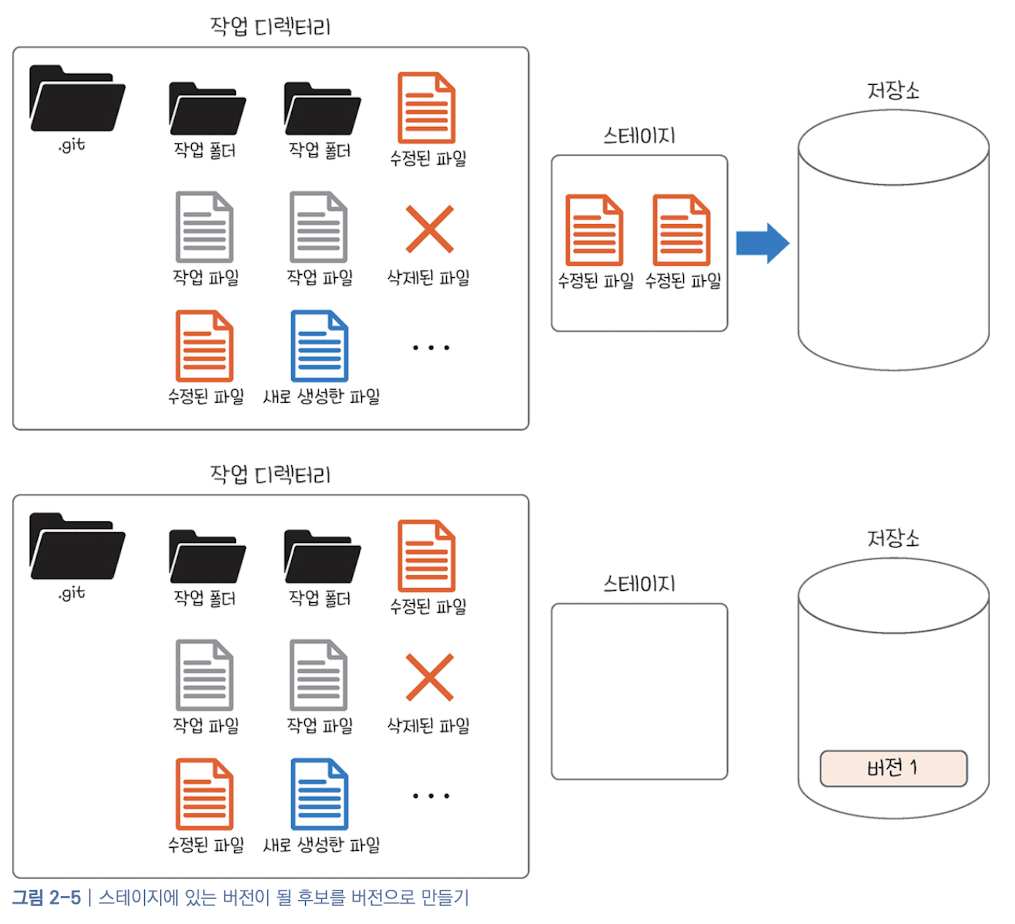 작업 디렉터리
.git
작업 폴더
작업 폴더
수정된 파일
작업 파일
작업 파일
삭제된 파일
수정된 파일
새로 생성한 파일
...
스테이지
수정된 파일
수정된 파일
저장소
작업 디렉터리
.git
작업 폴더
작업 폴더
수정된 파일
작업 파일
작업 파일
삭제된 파일
수정된 파일
새로 생성한 파일
...
스테이지
저장소
버전 1
그림 2-5 | 스테이지에 있는 버전이 될 후보를 버전으로 만들기